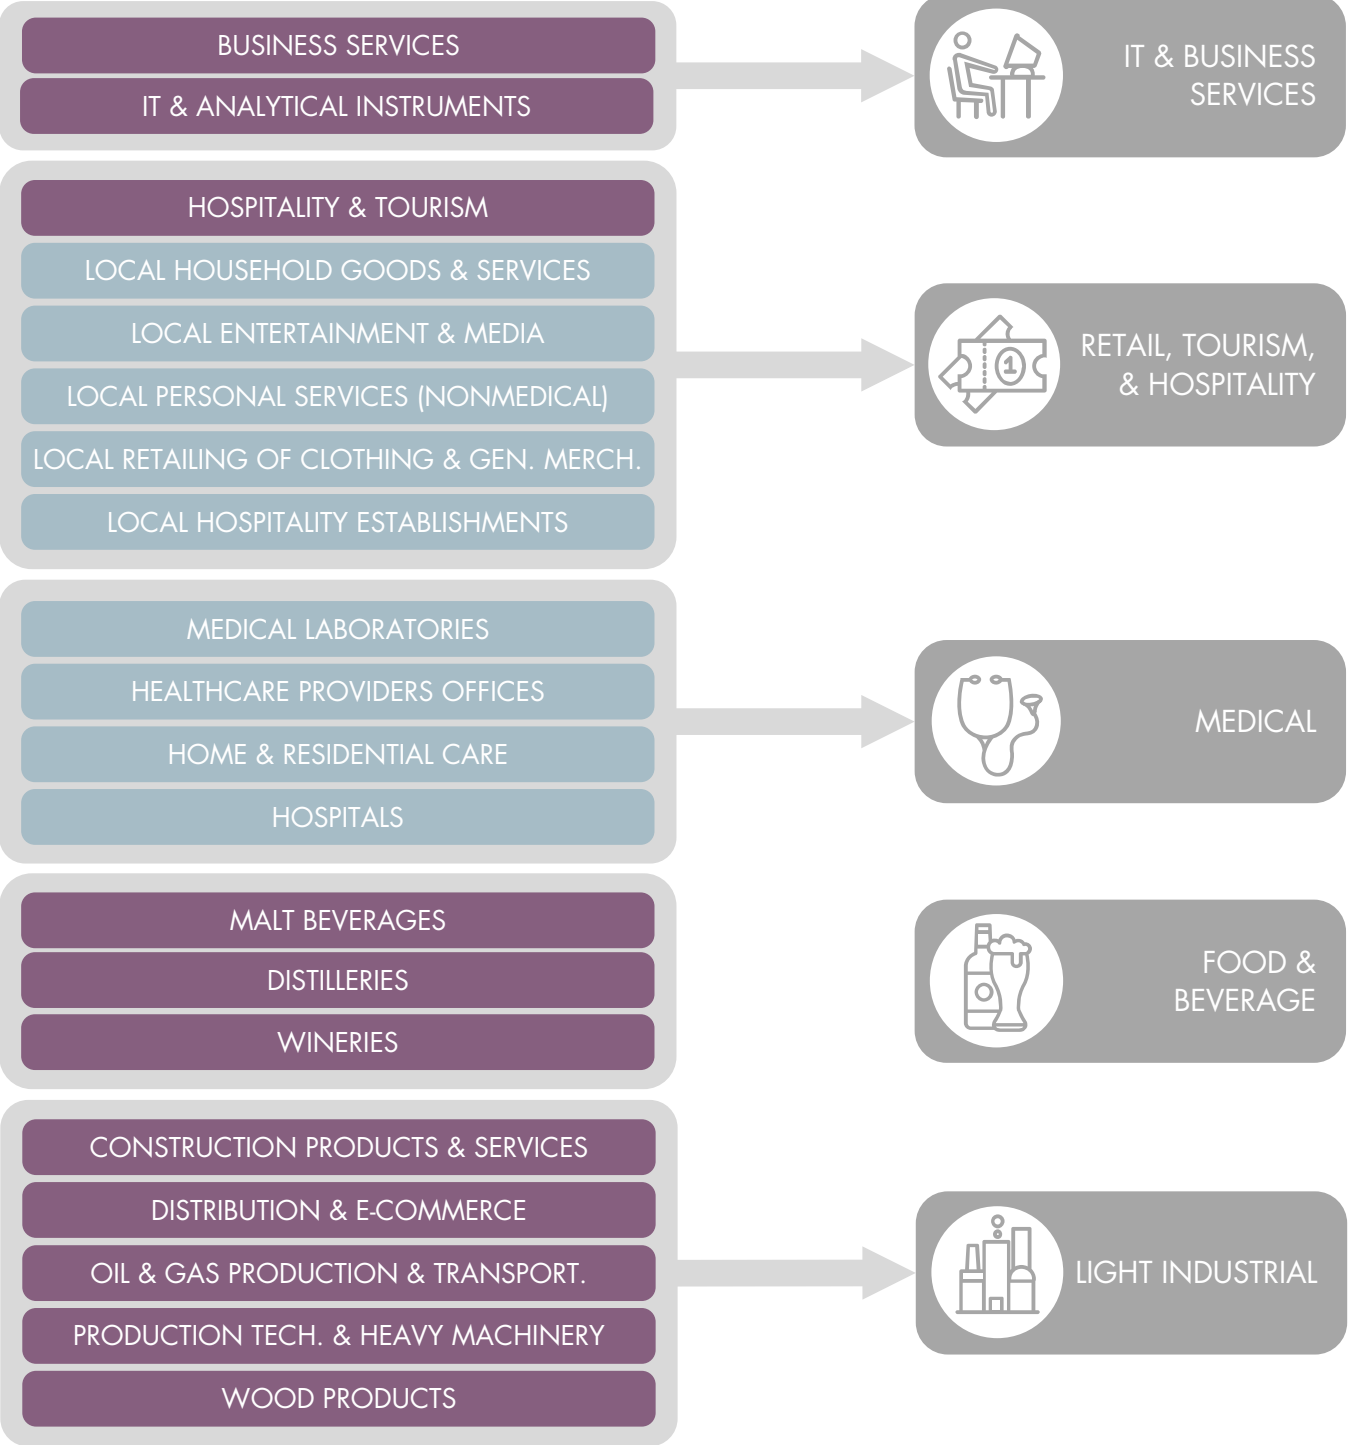 BUSINESS SERVICES
IT & ANALYTICAL INSTRUMENTS
IT & BUSINESS
SERVICES
HOSPITALITY & TOURISM
LOCAL HOUSEHOLD GOODS & SERVICES
LOCAL ENTERTAINMENT & MEDIA
LOCAL PERSONAL SERVICES (NONMEDICAL)
LOCAL RETAILING OF CLOTHING & GEN. MERCH.
LOCAL HOSPITALITY ESTABLISHMENTS
1
RETAIL, TOURISM,
& HOSPITALITY
MEDICAL LABORATORIES
HEALTHCARE PROVIDERS OFFICES
HOME & RESIDENTIAL CARE
HOSPITALS
MEDICAL
MALT BEVERAGES
DISTILLERIES
WINERIES
FOOD &
BEVERAGE
CONSTRUCTION PRODUCTS & SERVICES
DISTRIBUTION & E-COMMERCE
OIL & GAS PRODUCTION & TRANSPORT.
PRODUCTION TECH. & HEAVY MACHINERY
WOOD PRODUCTS
LIGHT INDUSTRIAL